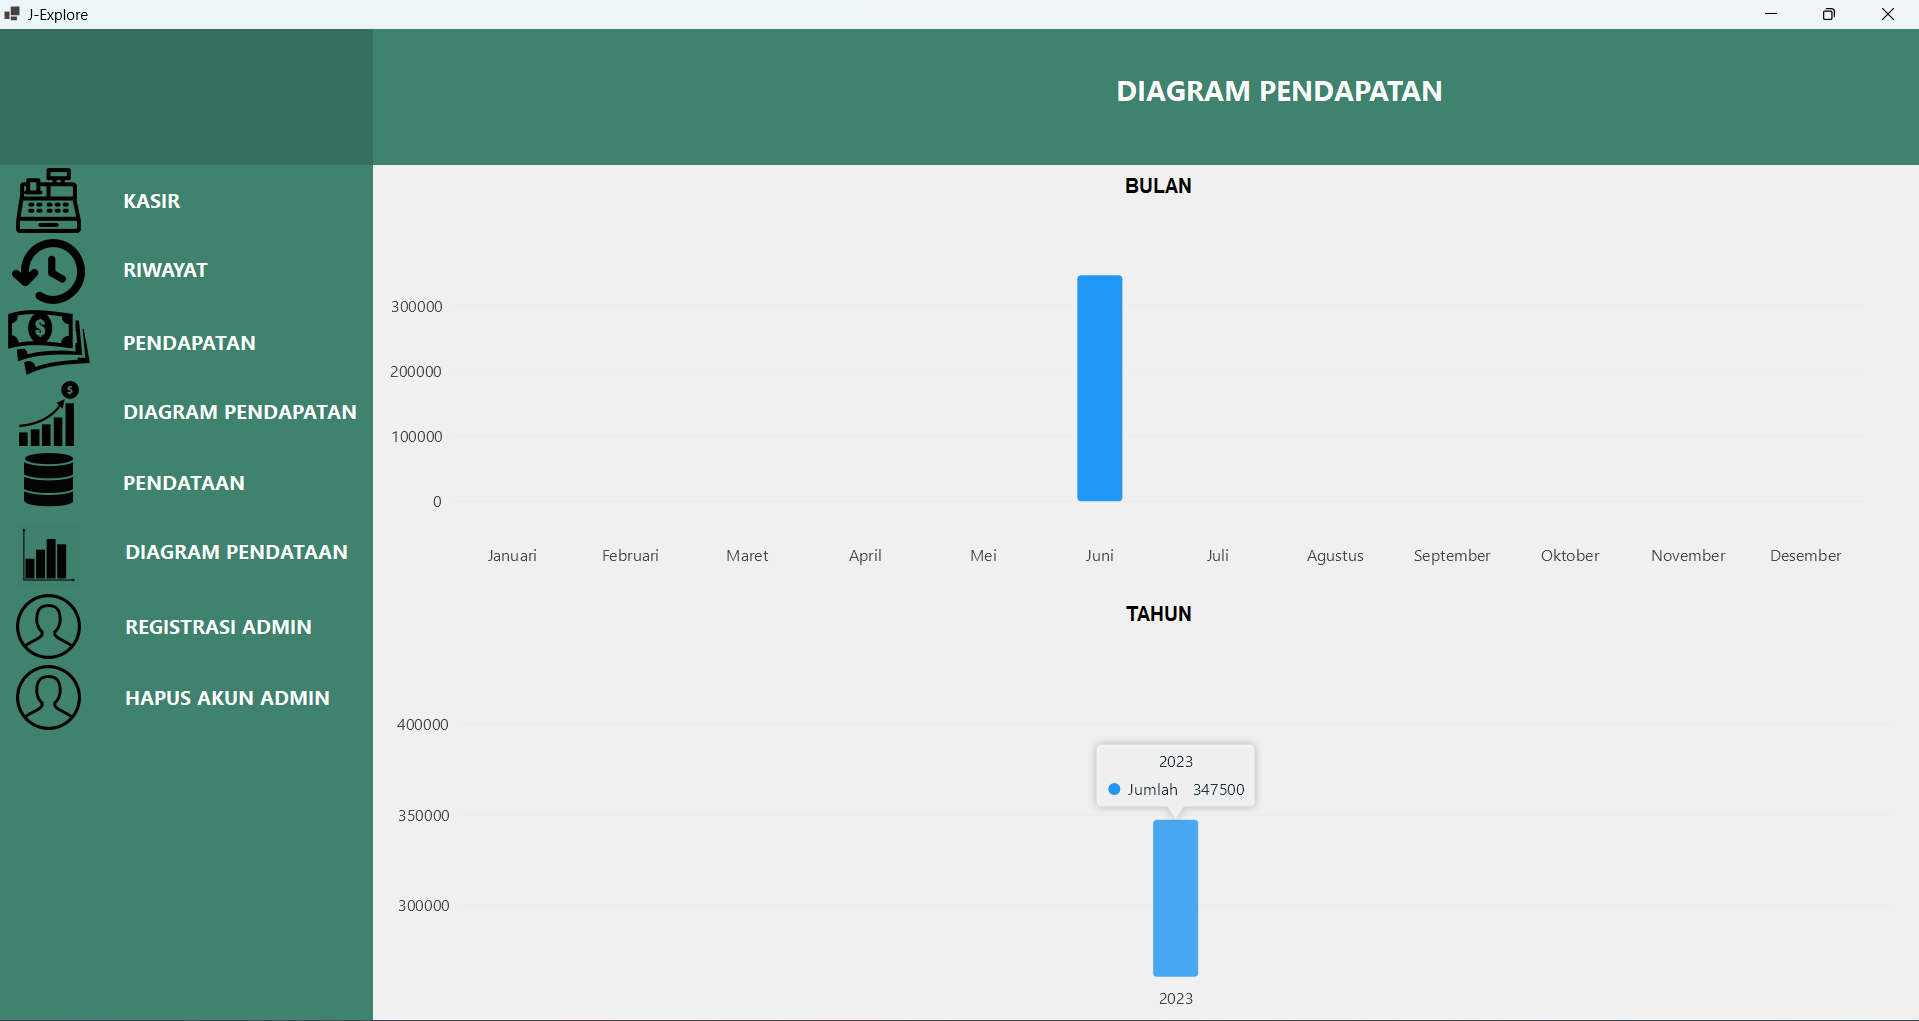 J-Explore
DIAGRAM PENDAPATAN
KASIR
RIWAYAT
PENDAPATAN
DIAGRAM PENDAPATAN
PENDATAAN
DIAGRAM PENDATAAN
REGISTRASI ADMIN
HAPUS AKUN ADMIN
BULAN
300000
200000
100000
0
Januari Februari Maret April Mei Juni Juli Agustus September Oktober November Desember
TAHUN
400000
350000
300000
2023
Jumlah 347500
2023